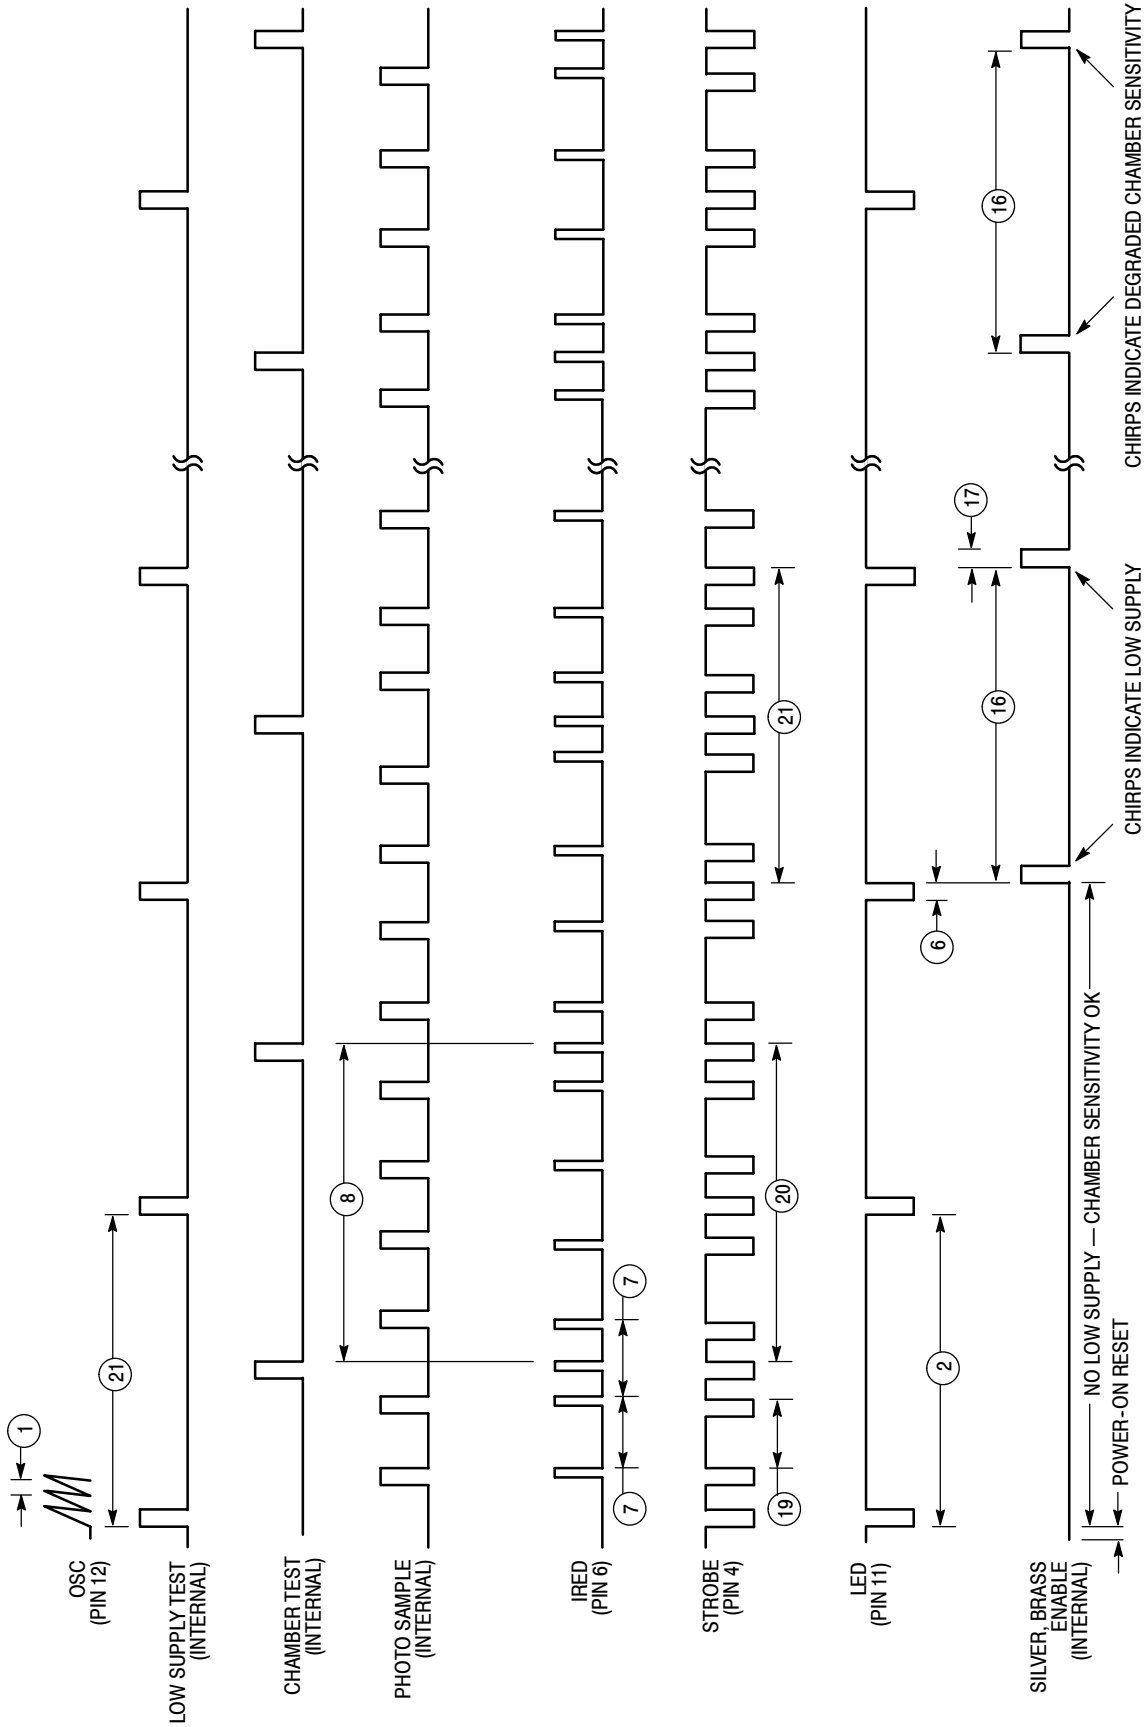 OSC
(PIN 12)
1
LOW SUPPLY TEST
(INTERNAL)
21
CHAMBER TEST
(INTERNAL)
8
PHOTO SAMPLE
(INTERNAL)
IRED
(PIN 6)
7
7
STROBE
(PIN 4)
19
20
21
LED
(PIN 11)
2
6
SILVER, BRASS
ENABLE
(INTERNAL)
16
17
16
NO LOW SUPPLY — CHAMBER SENSITIVITY OK
POWER-ON RESET
CHIRPS INDICATE LOW SUPPLY
CHIRPS INDICATE DEGRADED CHAMBER SENSITIVITY